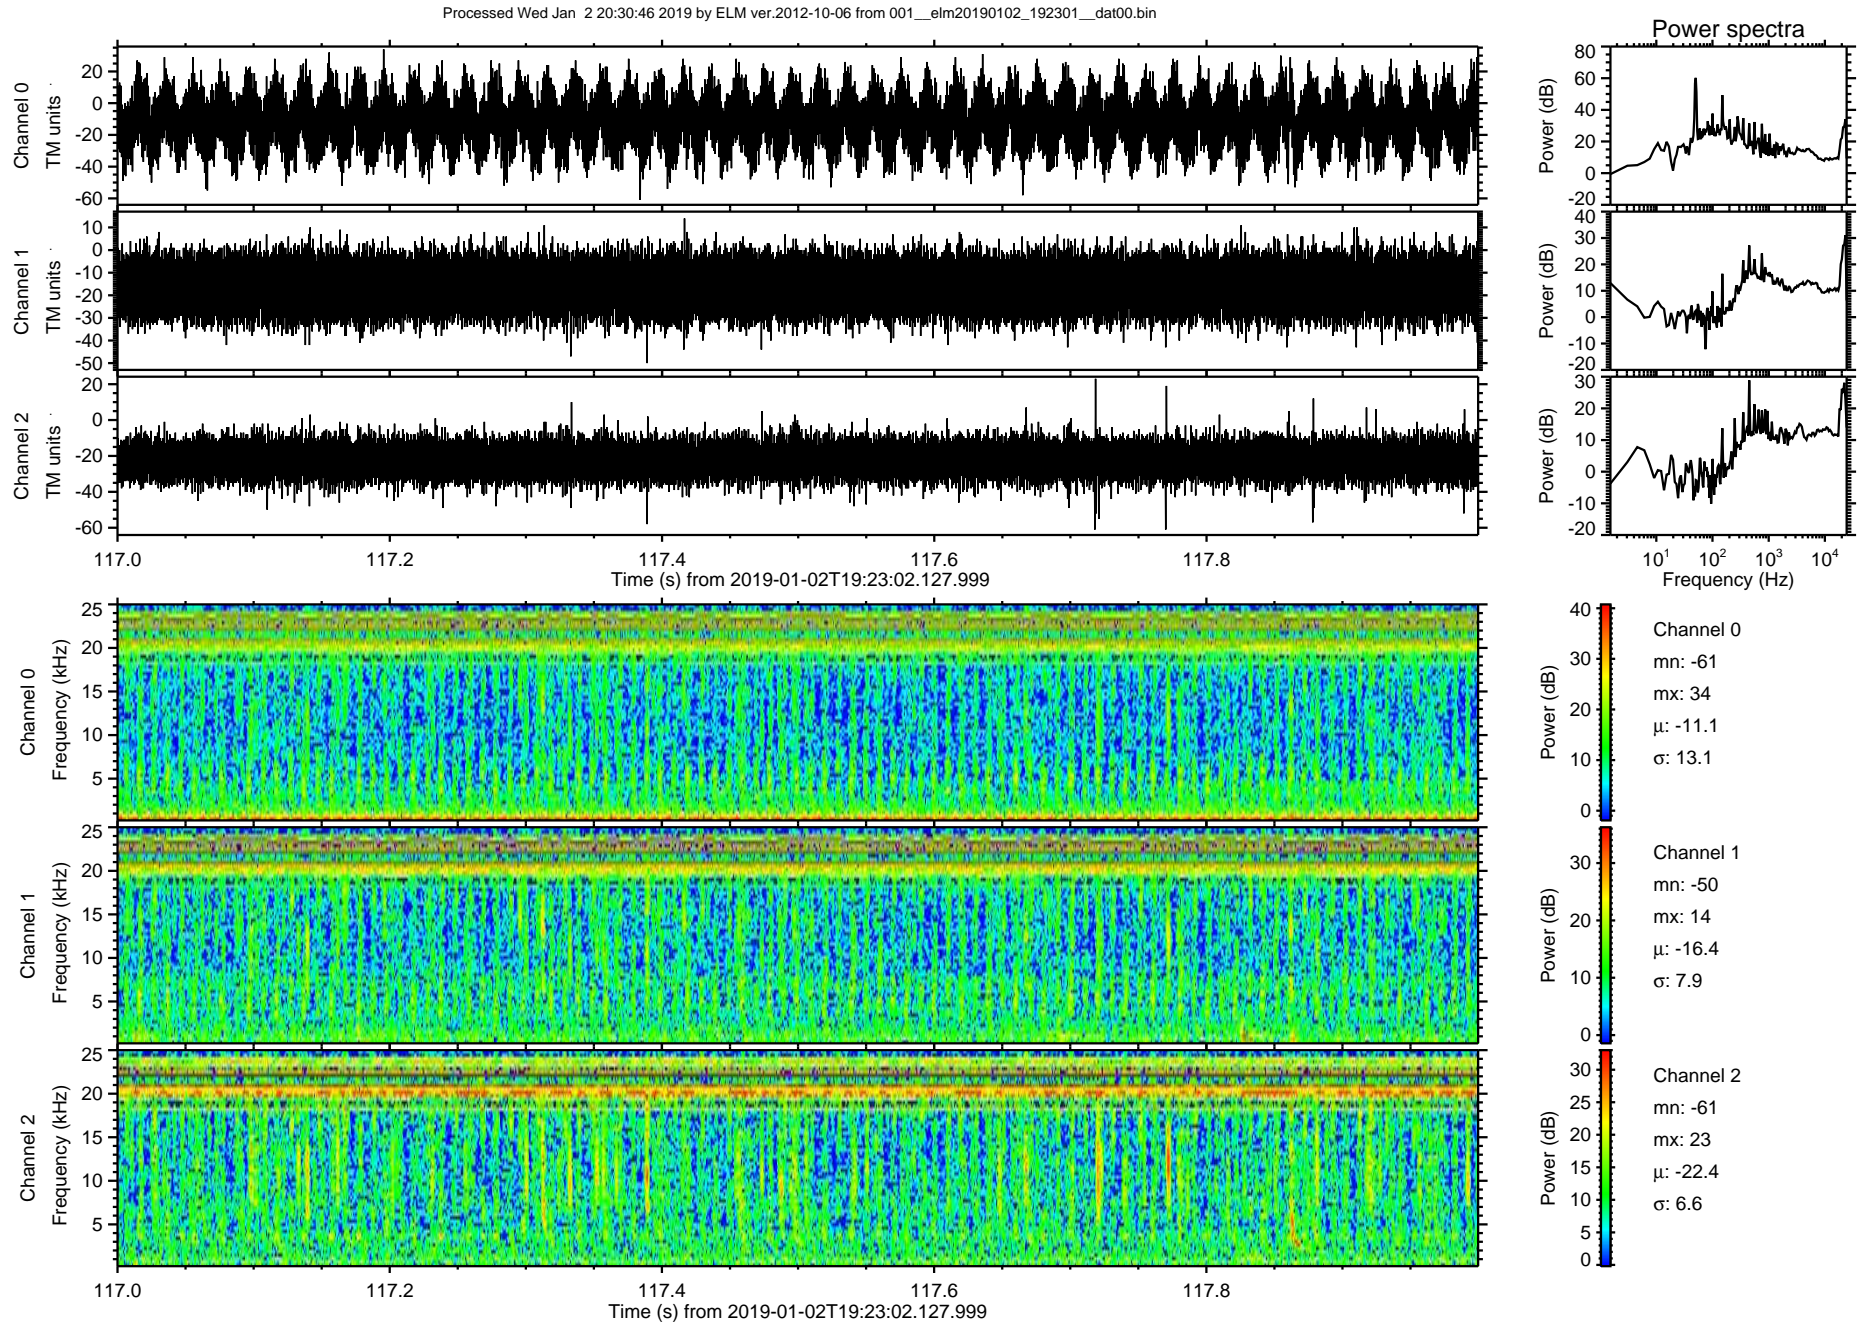 Processed Wed Jan  2 20:30:46 2019 by ELM ver.2012-10-06 from 001__elm20190102_192301__dat00.bin
Power spectra
Channel 0
TM units
20
0
-20
-40
-60
Power (dB)
80
60
40
20
0
-20
Channel 1
TM units
10
0
-10
-20
-30
-40
-50
Power (dB)
40
30
20
10
0
-10
-20
Channel 2
TM units
20
0
-20
-40
-60
Power (dB)
30
20
10
0
-10
-20
117.0 117.2 117.4 117.6 117.8
Time (s) from 2019-01-02T19:23:02.127.999
10^1 10^2 10^3 10^4
Frequency (Hz)
Channel 0
Frequency (kHz)
25
20
15
10
5
Power (dB)
40
30
20
10
0
Channel 0
mn: -61
mx: 34
μ: -11.1
σ: 13.1
Channel 1
Frequency (kHz)
25
20
15
10
5
Power (dB)
30
20
10
0
Channel 1
mn: -50
mx: 14
μ: -16.4
σ: 7.9
Channel 2
Frequency (kHz)
25
20
15
10
5
Power (dB)
30
25
20
15
10
5
0
Channel 2
mn: -61
mx: 23
μ: -22.4
σ: 6.6
117.0 117.2 117.4 117.6 117.8
Time (s) from 2019-01-02T19:23:02.127.999